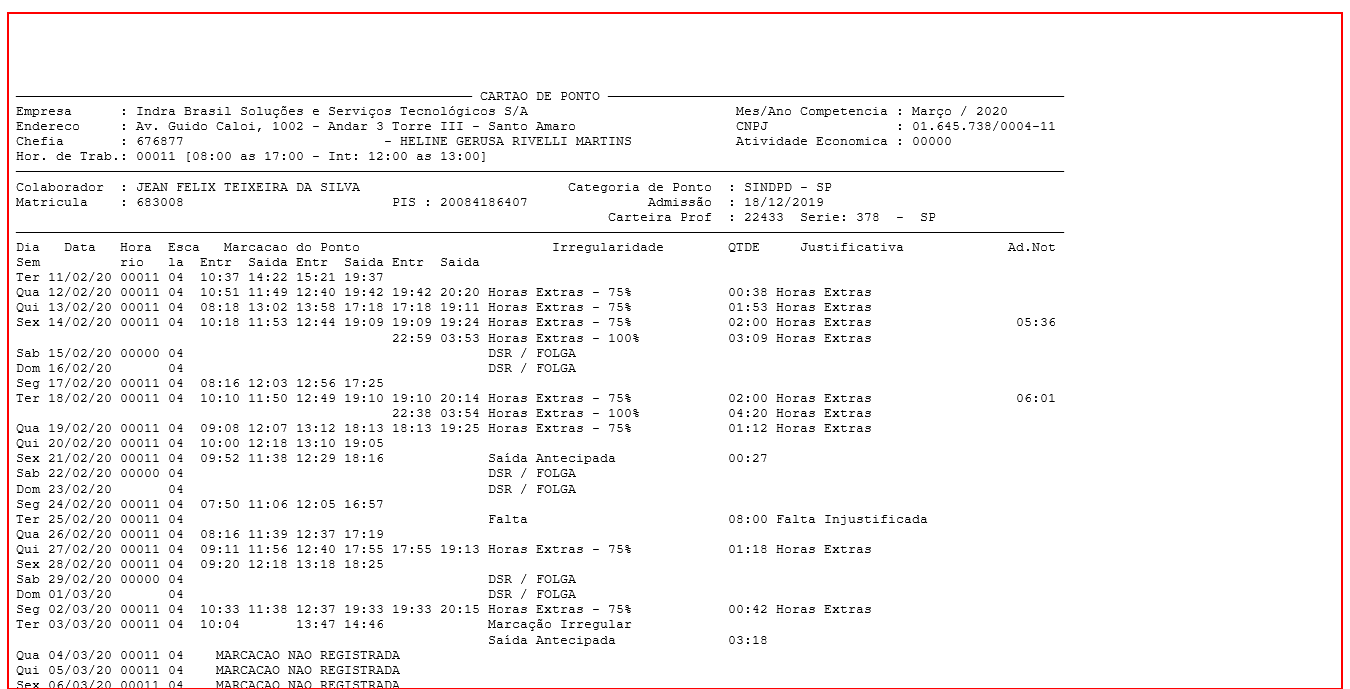 CARTAO DE PONTO
Empresa : Indra Brasil Soluções e Serviços Tecnológicos S/A Mes/Ano Competencia : Março / 2020
Endereco : Av. Guido Caloi, 1002 - Andar 3 Torre III - Santo Amaro CNPJ : 01.645.738/0004-11
Chefia : 676877 - HELINE GERUSA RIVELLI MARTINS Atividade Economica : 00000
Hor. de Trab.: 00011 [08:00 as 17:00 - Int: 12:00 as 13:00]
Colaborador : JEAN FELIX TEIXEIRA DA SILVA Categoria de Ponto : SINDPD - SP
Matricula : 683008 PIS : 20084186407 Admissão : 18/12/2019
Carteira Prof : 22433 Serie: 378 - SP
Dia Data Hora Esca Marcacao do Ponto Irregularidade QTDE Justificativa Ad.Not
Sem rio la Entr Saida Entr Saida Entr Saida
Ter 11/02/20 00011 04 10:37 14:22 15:21 19:37
Qua 12/02/20 00011 04 10:51 11:49 12:40 19:42 19:42 20:20 Horas Extras - 75% 00:38 Horas Extras
Qui 13/02/20 00011 04 08:18 13:02 13:58 17:18 17:18 19:11 Horas Extras - 75% 01:53 Horas Extras
Sex 14/02/20 00011 04 10:18 11:53 12:44 19:09 19:09 19:24 Horas Extras - 75% 02:00 Horas Extras 05:36
22:59 03:53 Horas Extras - 100% 03:09 Horas Extras
Sab 15/02/20 00000 04 DSR / FOLGA
Dom 16/02/20 04 DSR / FOLGA
Seg 17/02/20 00011 04 08:16 12:03 12:56 17:25
Ter 18/02/20 00011 04 10:10 11:50 12:49 19:10 19:10 20:14 Horas Extras - 75% 02:00 Horas Extras 06:01
22:38 03:54 Horas Extras - 100% 04:20 Horas Extras
Qua 19/02/20 00011 04 09:08 12:07 13:12 18:13 18:13 19:25 Horas Extras - 75% 01:12 Horas Extras
Qui 20/02/20 00011 04 10:00 12:18 13:10 19:05
Sex 21/02/20 00011 04 09:52 11:38 12:29 18:16 Saída Antecipada 00:27
Sab 22/02/20 00000 04 DSR / FOLGA
Dom 23/02/20 04 DSR / FOLGA
Seg 24/02/20 00011 04 07:50 11:06 12:05 16:57
Ter 25/02/20 00011 04 Falta 08:00 Falta Injustificada
Qua 26/02/20 00011 04 08:16 11:39 12:37 17:19
Qui 27/02/20 00011 04 09:11 11:56 12:40 17:55 17:55 19:13 Horas Extras - 75% 01:18 Horas Extras
Sex 28/02/20 00011 04 09:20 12:18 13:18 18:25
Sab 29/02/20 00000 04 DSR / FOLGA
Dom 01/03/20 04 DSR / FOLGA
Seg 02/03/20 00011 04 10:33 11:38 12:37 19:33 19:33 20:15 Horas Extras - 75% 00:42 Horas Extras
Ter 03/03/20 00011 04 10:04 13:47 14:46 Marcação Irregular
Saída Antecipada 03:18
Qua 04/03/20 00011 04 MARCACAO NAO REGISTRADA
Qui 05/03/20 00011 04 MARCACAO NAO REGISTRADA
Sex 06/03/20 00011 04 MARCACAO NAO REGISTRADA